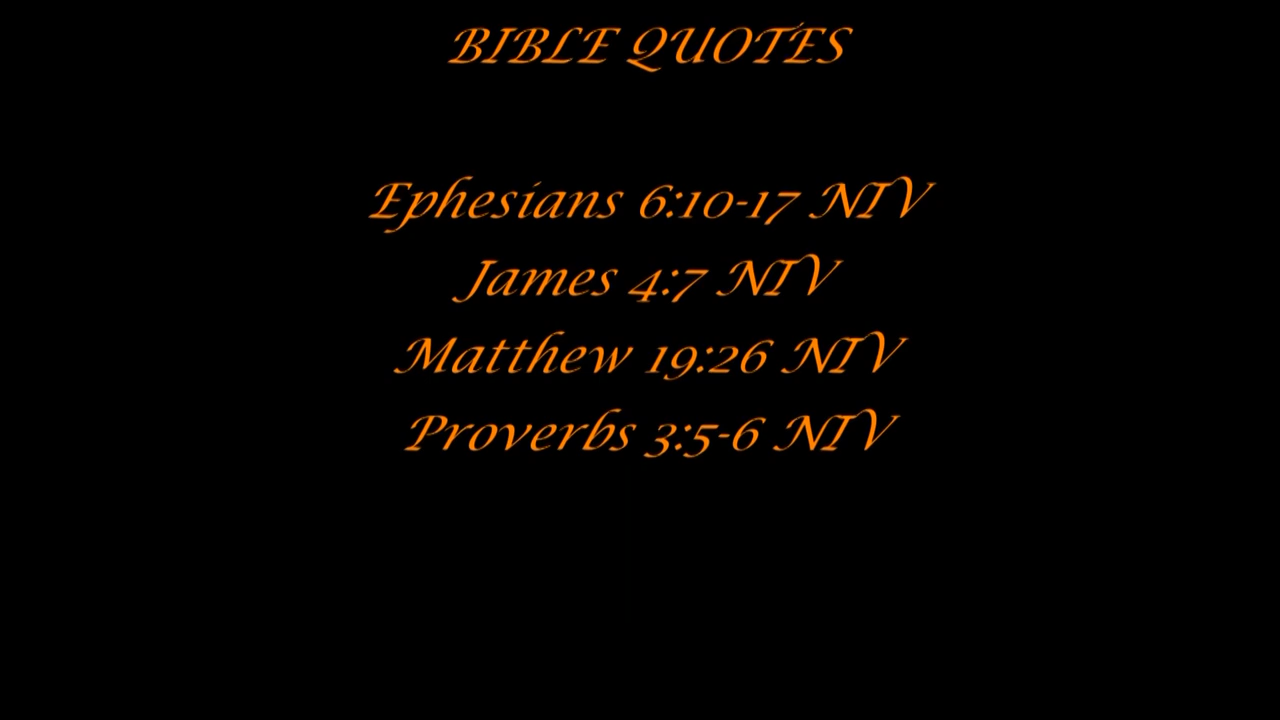 BIBLE QUOTES
Ephesians 6:10-17 NIV
James 4:7 NIV
Matthew 19:26 NIV
Proverbs 3:5-6 NIV